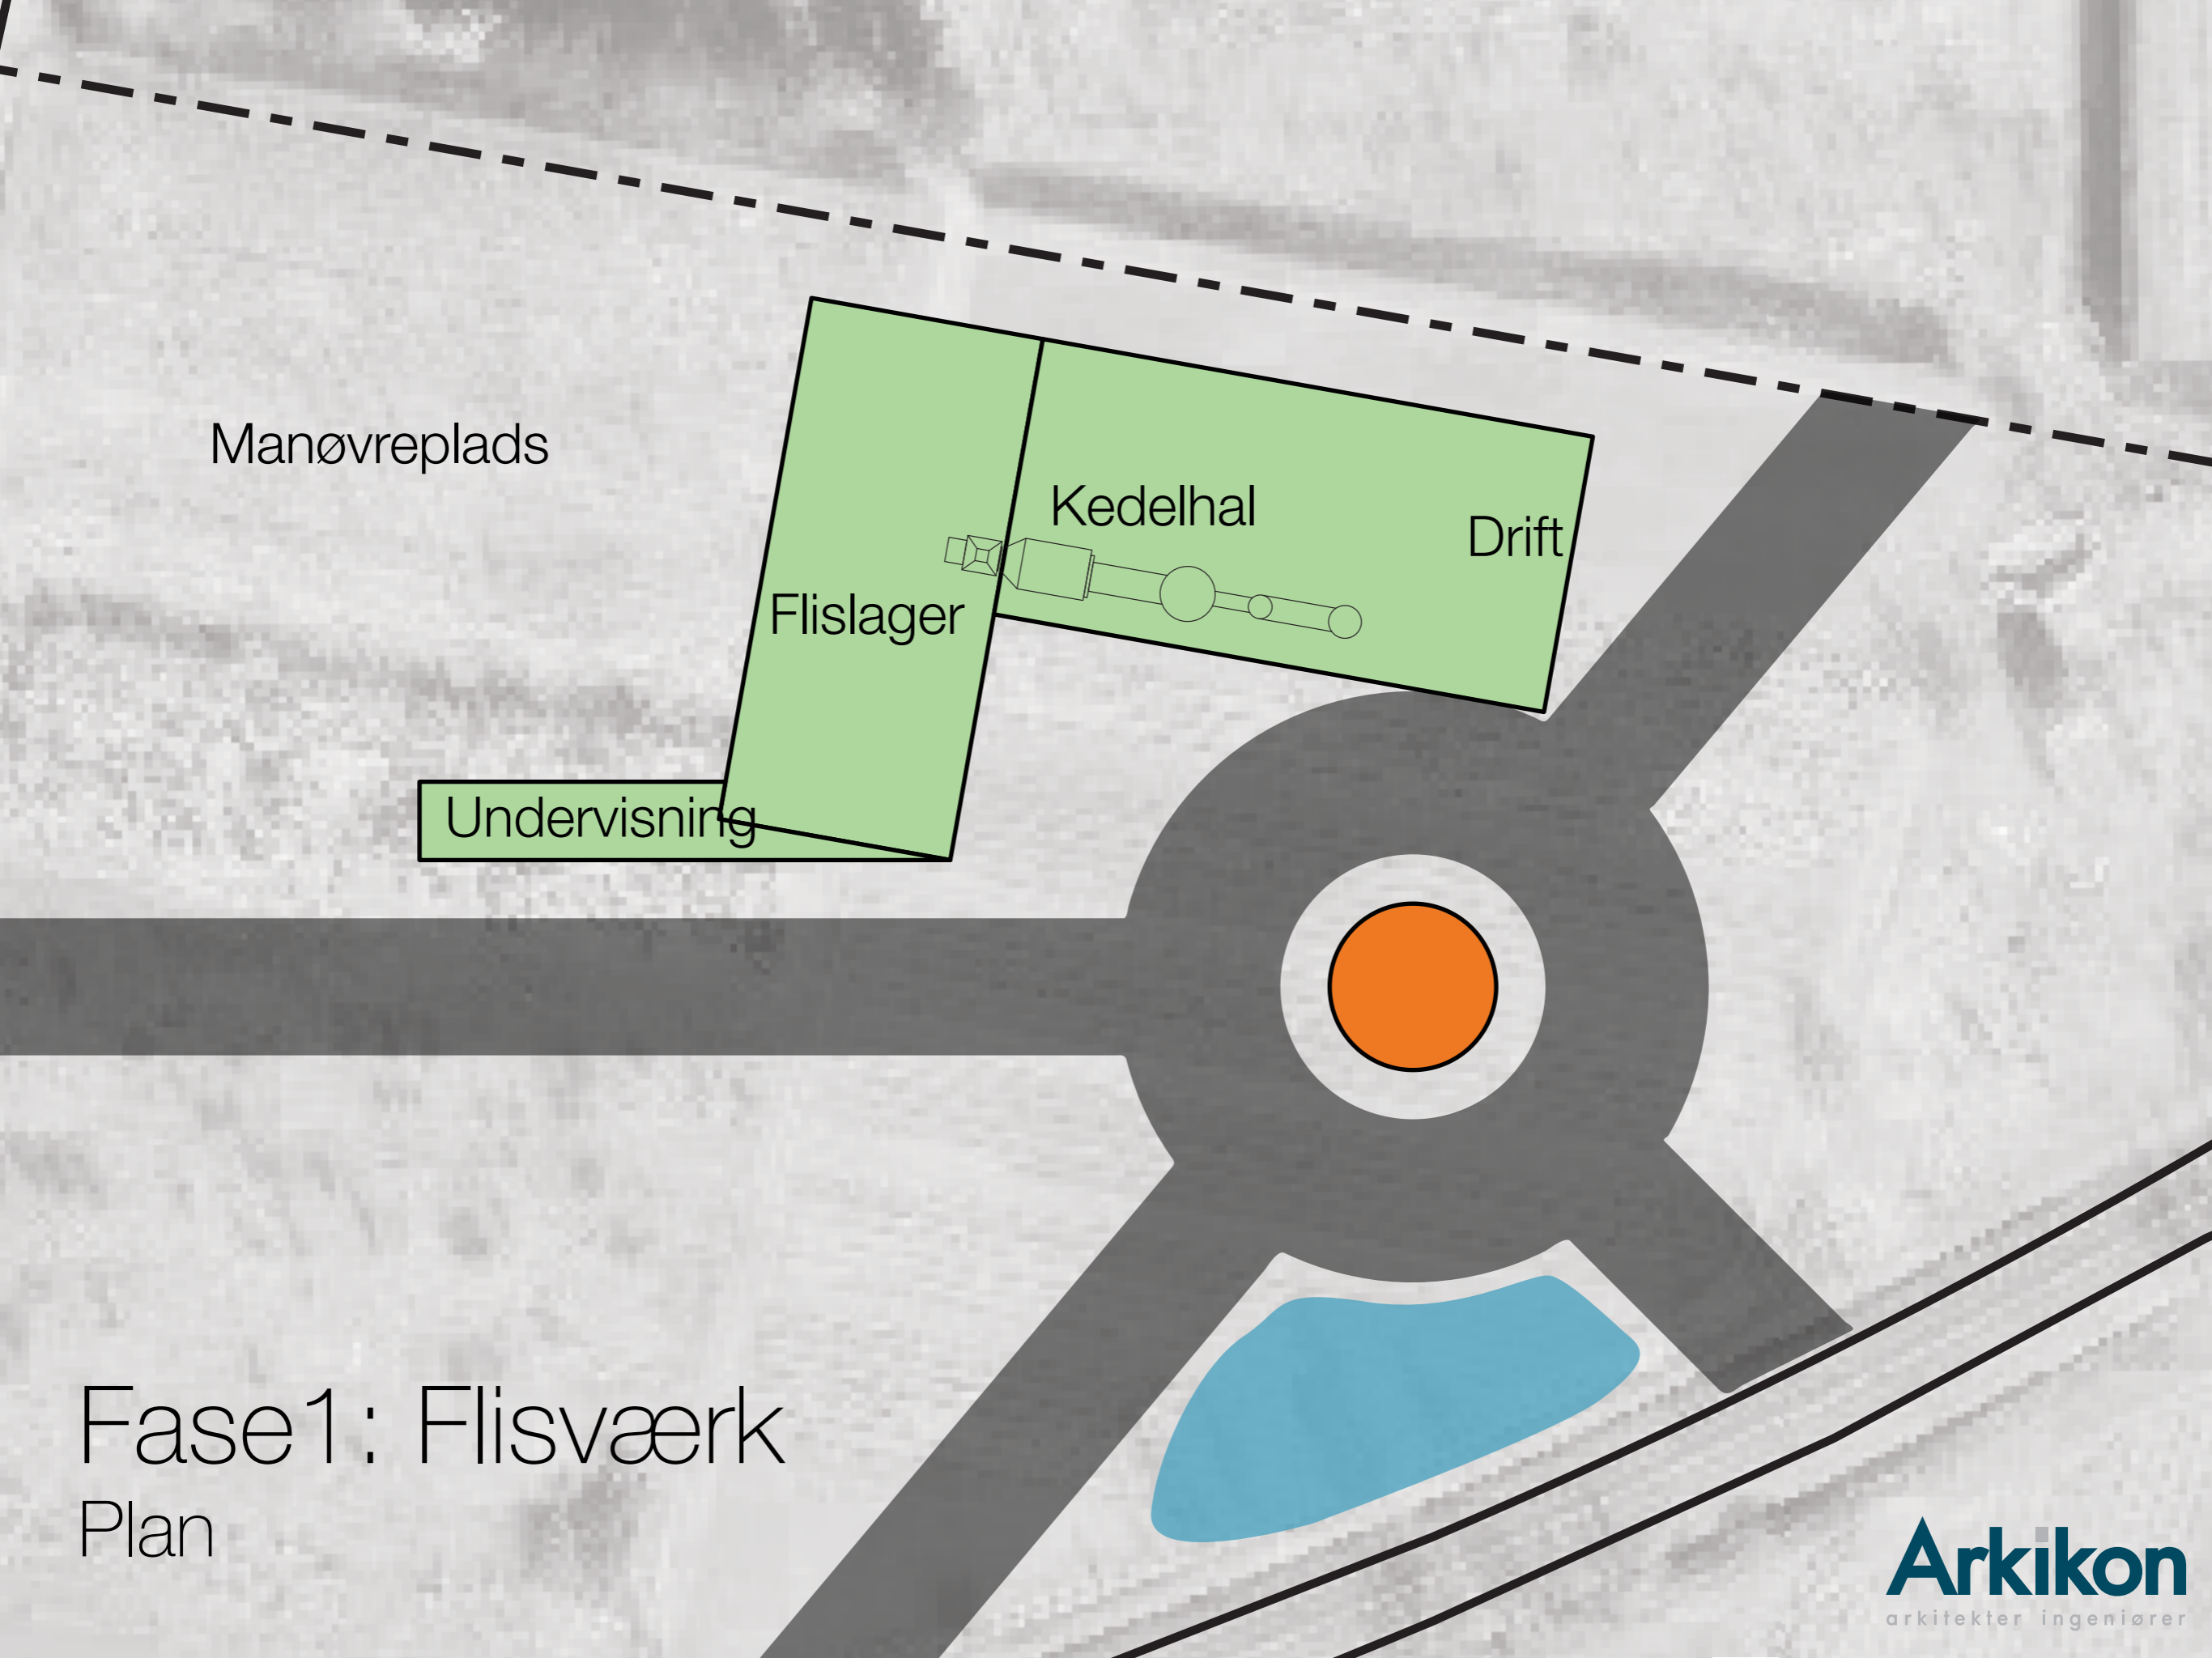 Manøvreplads
Kedelhal
Drift
Flislager
Undervisning
Fase1: Flisværk
Plan
Arkikon
arkitekter ingeniører